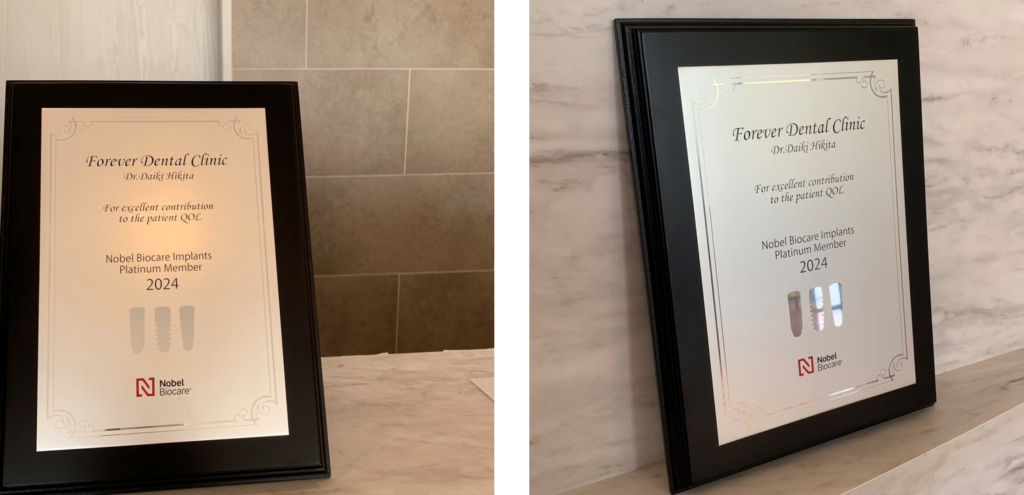 Forever Dental Clinic
Dr.Daiki Hikita
For excellent contribution
to the patient QOL
Nobel Biocare Implants
Platinum Member
2024
N
Nobel
Biocare™
Forever Dental Clinic
Dr.Daiki Hikita
For excellent contribution
to the patient QOL
Nobel Biocare Implants
Platinum Member
2024
N
Nobel
Biocare™